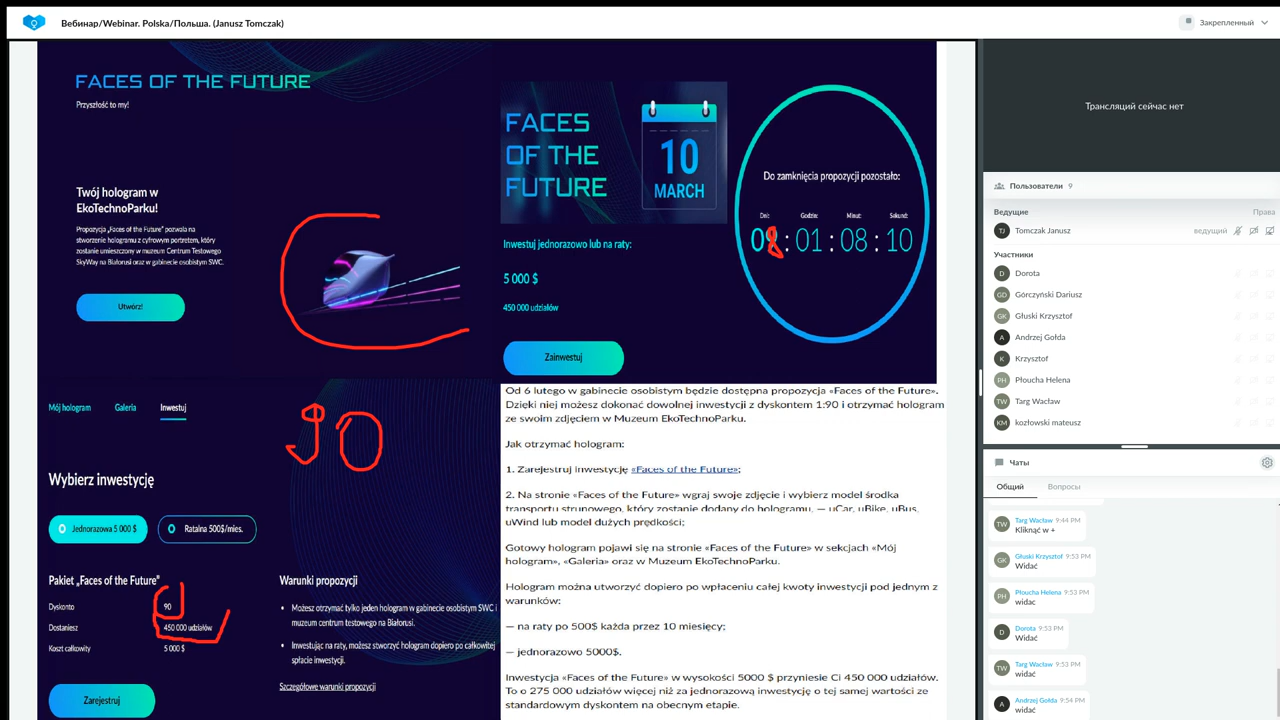 Вебинар/Webinar. Polska/Польша. (Janusz Tomczak)
Закрепленный
FACES OF THE FUTURE
Przyszłość to my!
Twój hologram w
EkoTechnoParku!
Propozycja „Faces of the Future” pozwala na
stworzenie hologramu z cyfrowym portretem, który
zostanie umieszczony w muzeum Centrum Testowego
SkyWay na Białorusi oraz w gabinecie osobistym SWC.
Utwórz!
FACES
OF THE
FUTURE
10
MARCH
Inwestuj jednorazowo lub na raty:
5 000 $
450 000 udziałów
Zainwestuj
Do zamknięcia propozycji pozostało:
Dni: Godzin: Minut: Sekund:
08 : 01 : 08 : 10
Mój hologram Galeria Inwestuj
90
Wybierz inwestycję
Jednorazowa 5 000 $ Ratalna 500$/mies.
Pakiet „Faces of the Future”
Dyskonto 90
Dostaniesz 450 000 udziałów
Koszt całkowity 5 000 $
Zarejestruj
Warunki propozycji
• Możesz otrzymać tylko jeden hologram w gabinecie osobistym SWC i
muzeum centrum testowego na Białorusi.
• Inwestując na raty, możesz stworzyć hologram dopiero po całkowitej
spłacie inwestycji.
Szczegółowe warunki propozycji
Od 6 lutego w gabinecie osobistym będzie dostępna propozycja «Faces of the Future».
Dzięki niej możesz dokonać dowolnej inwestycji z dyskontem 1:90 i otrzymać hologram
ze swoim zdjęciem w Muzeum EkoTechnoParku.
Jak otrzymać hologram:
1. Zarejestruj inwestycję «Faces of the Future»;
2. Na stronie «Faces of the Future» wgraj swoje zdjęcie i wybierz model środka
transportu strunowego, który zostanie dodany do hologramu, — uCar, uBike, uBus,
uWind lub model dużych prędkości;
Gotowy hologram pojawi się na stronie «Faces of the Future» w sekcjach «Mój
hologram», «Galeria» oraz w Muzeum EkoTechnoParku.
Hologram można utworzyć dopiero po wpłaceniu całej kwoty inwestycji pod jednym z
warunków:
— na raty po 500$ każda przez 10 miesięcy;
— jednorazowo 5000$.
Inwestycja «Faces of the Future» w wysokości 5000 $ przyniesie Ci 450 000 udziałów.
To o 275 000 udziałów więcej niż za jednorazową inwestycję o tej samej wartości ze
standardowym dyskontem na obecnym etapie.
Трансляций сейчас нет
Пользователи 9
Ведущие Права
TJ Tomczak Janusz ведущий
Участники
D Dorota
GD Górczyński Dariusz
GK Głuski Krzysztof
A Andrzej Gołda
K Krzysztof
PH Płoucha Helena
TW Targ Wacław
KM kozłowski mateusz
Чаты
Общий Вопросы
TW Targ Wacław 9:44 PM
Kliknąć w +
GK Głuski Krzysztof 9:53 PM
Widać
PH Płoucha Helena 9:53 PM
widac
D Dorota 9:53 PM
Widać
TW Targ Wacław 9:53 PM
widać
A Andrzej Gołda 9:54 PM
widać